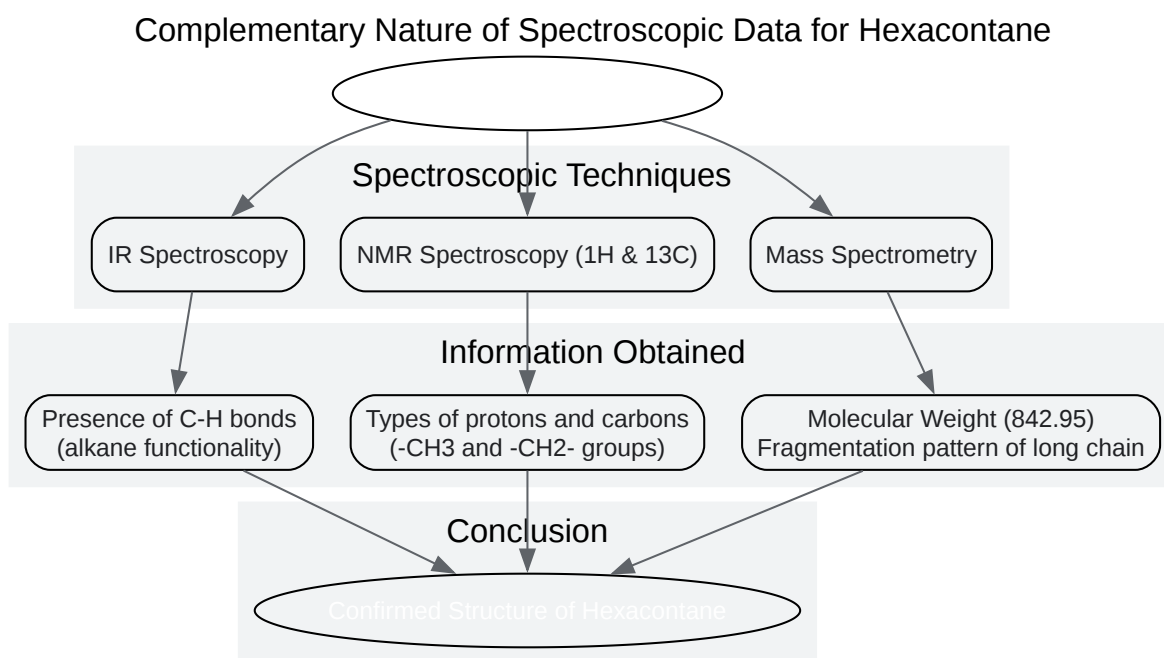 Complementary Nature of Spectroscopic Data for Hexacontane
Spectroscopic Techniques
IR Spectroscopy
NMR Spectroscopy (1H & 13C)
Mass Spectrometry
Information Obtained
Presence of C-H bonds
(alkane functionality)
Types of protons and carbons
(-CH3 and -CH2- groups)
Molecular Weight (842.95)
Fragmentation pattern of long chain
Conclusion
Confirmed Structure of Hexacontane